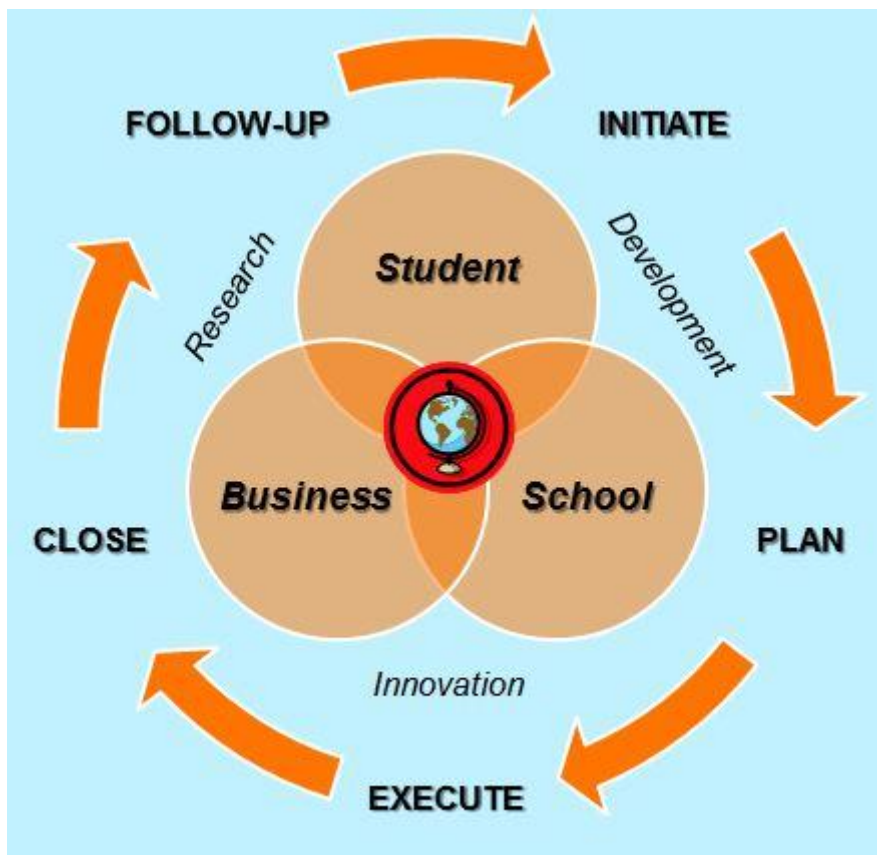 FOLLOW-UP
INITIATE
Research
Student
Development
Business
School
CLOSE
PLAN
Innovation
EXECUTE